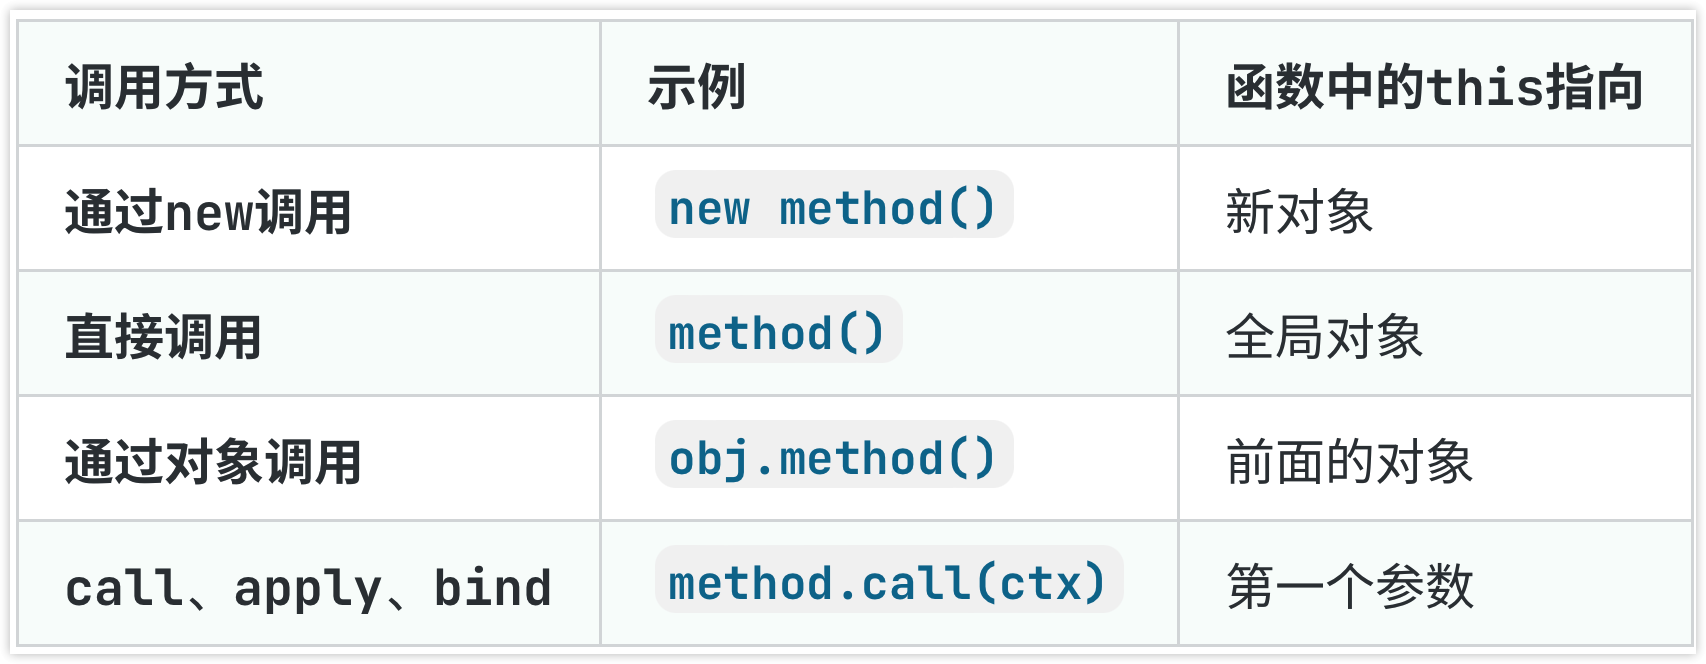 调用方式 示例 函数中的this指向
通过new调用 new method() 新对象
直接调用 method() 全局对象
通过对象调用 obj.method() 前面的对象
call、apply、bind method.call(ctx) 第一个参数